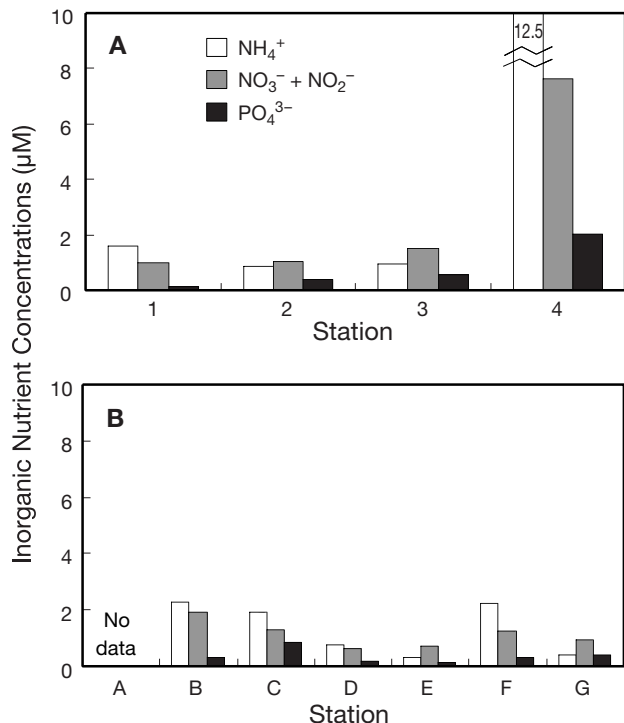 Inorganic Nutrient Concentrations (µM)
A
NH₄⁺
NO₃⁻ + NO₂⁻
PO₄³⁻
12.5
10
8
6
4
2
0
1 2 3 4
Station
B
10
8
6
4
2
0
No
data
A B C D E F G
Station